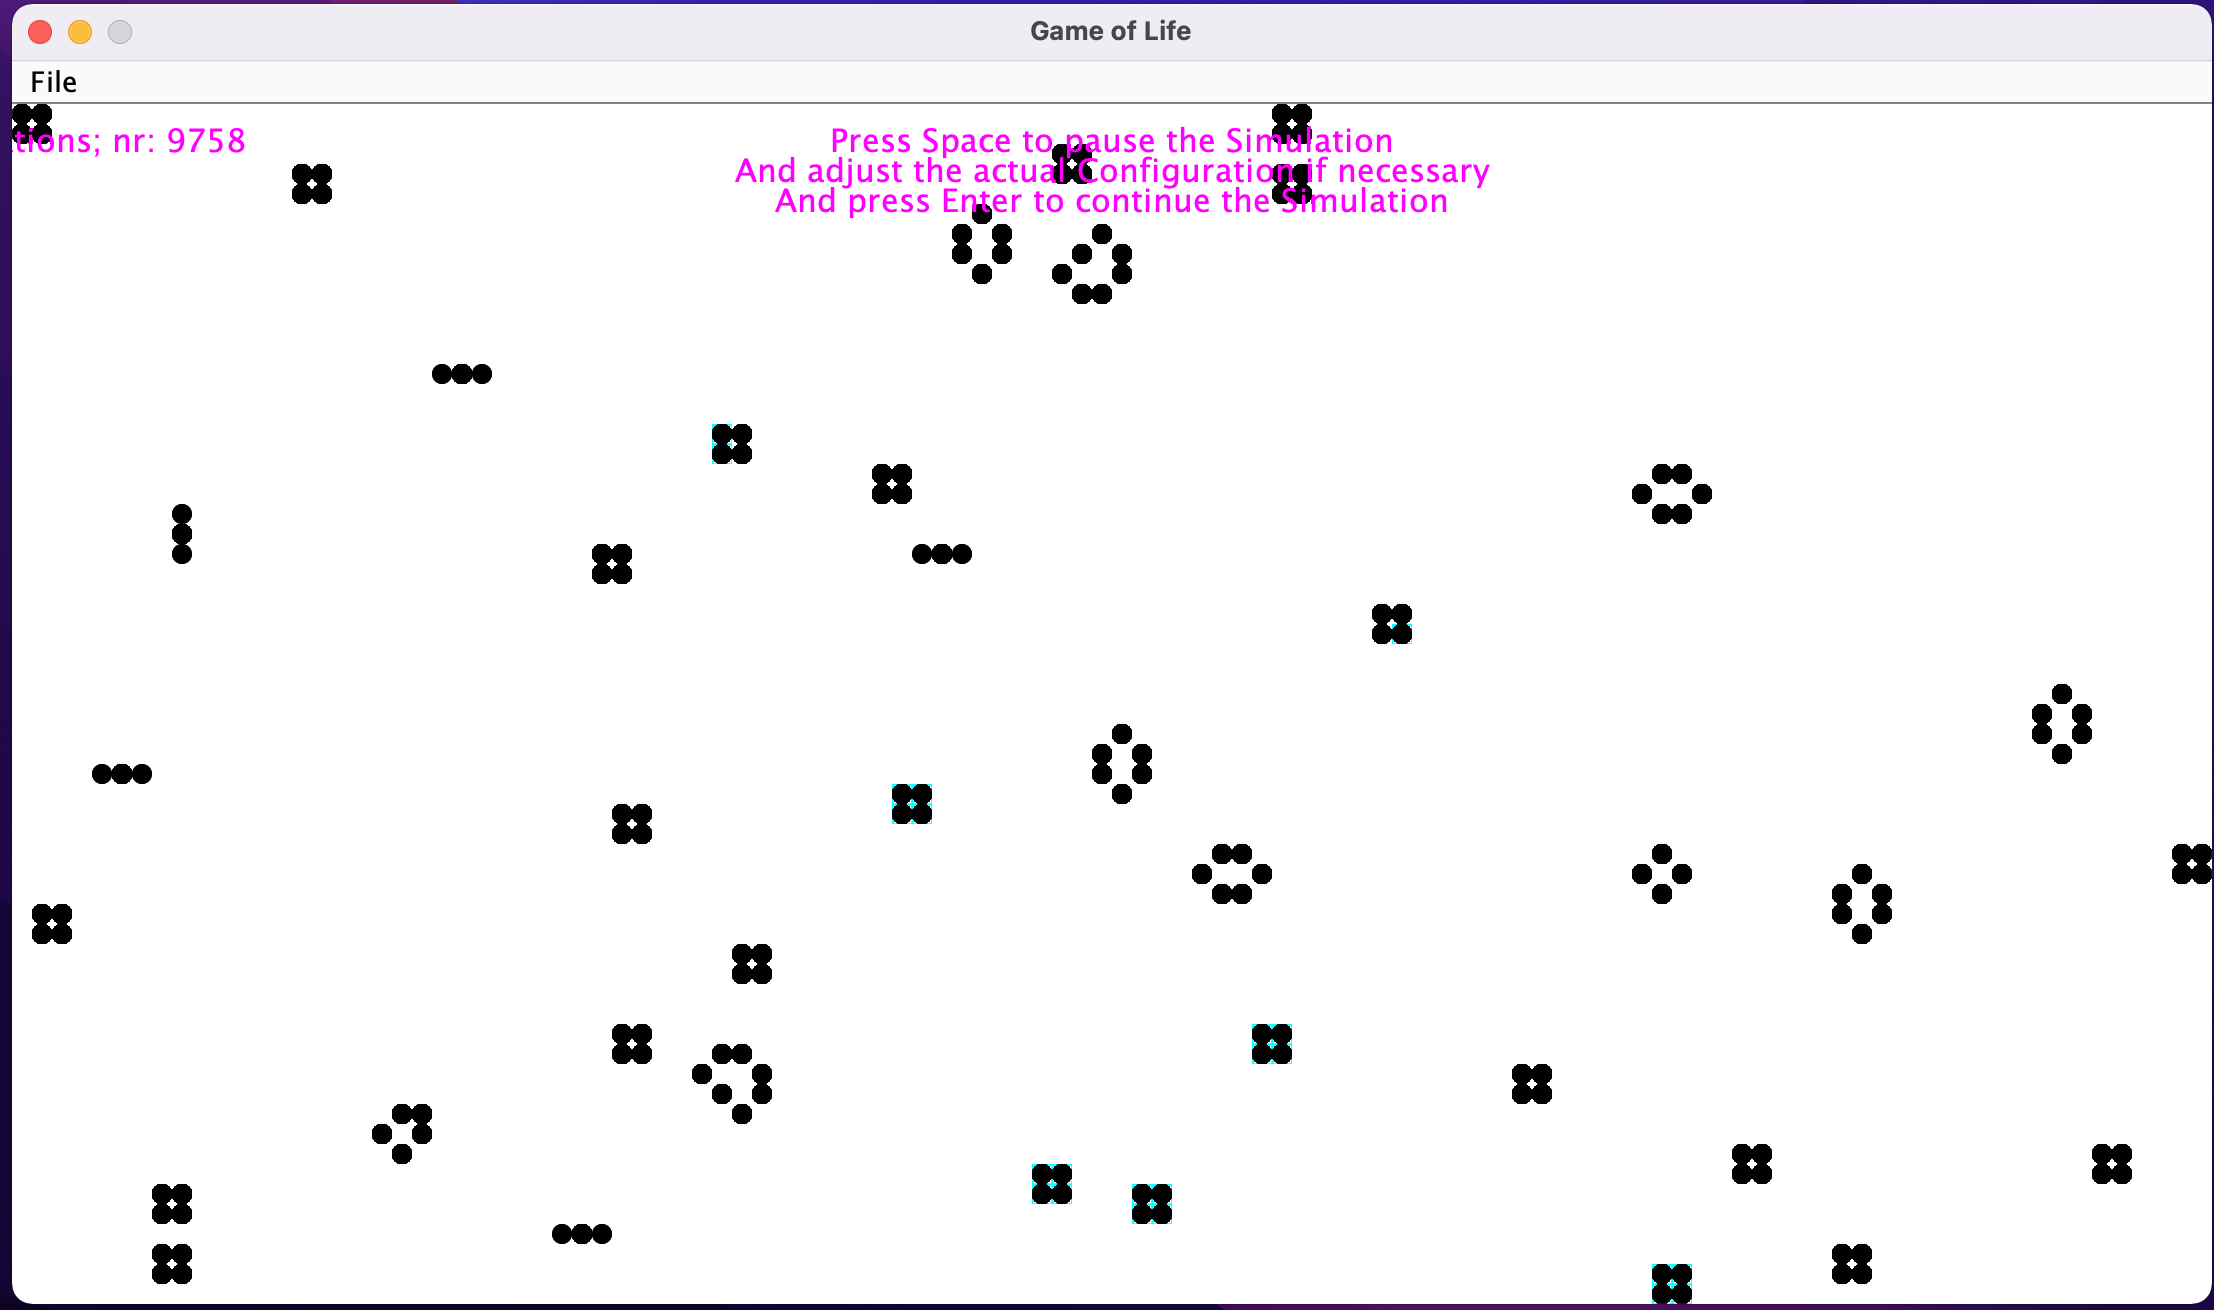 Game of Life
File
tions; nr: 9758
Press Space to pause the Simulation
And adjust the actual Configuration if necessary
And press Enter to continue the Simulation